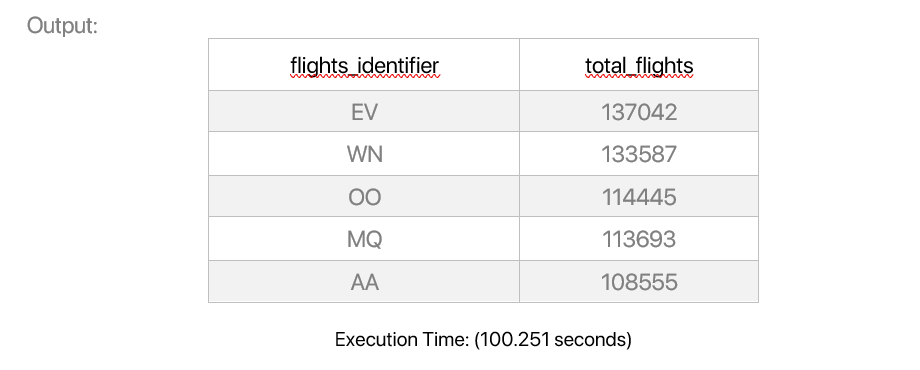 Output:
flights_identifier total_flights
EV 137042
WN 133587
OO 114445
MQ 113693
AA 108555
Execution Time: (100.251 seconds)